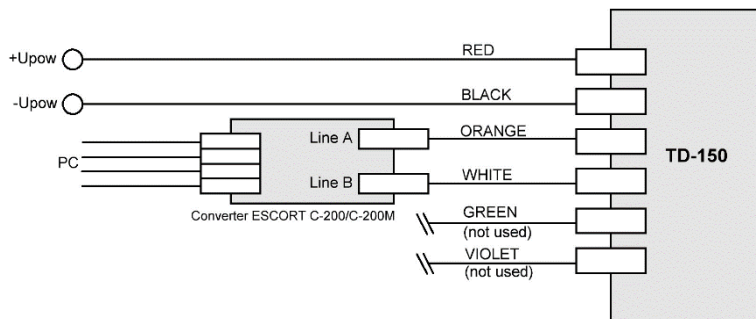 RED
+Upow
BLACK
-Upow
Line A
ORANGE
PC
TD-150
Line B
WHITE
Converter ESCORT C-200/C-200M
GREEN
(not used)
VIOLET
(not used)